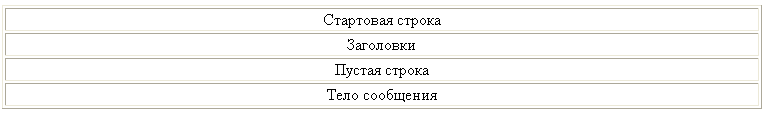 Стартовая строка
Заголовки
Пустая строка
Тело сообщения